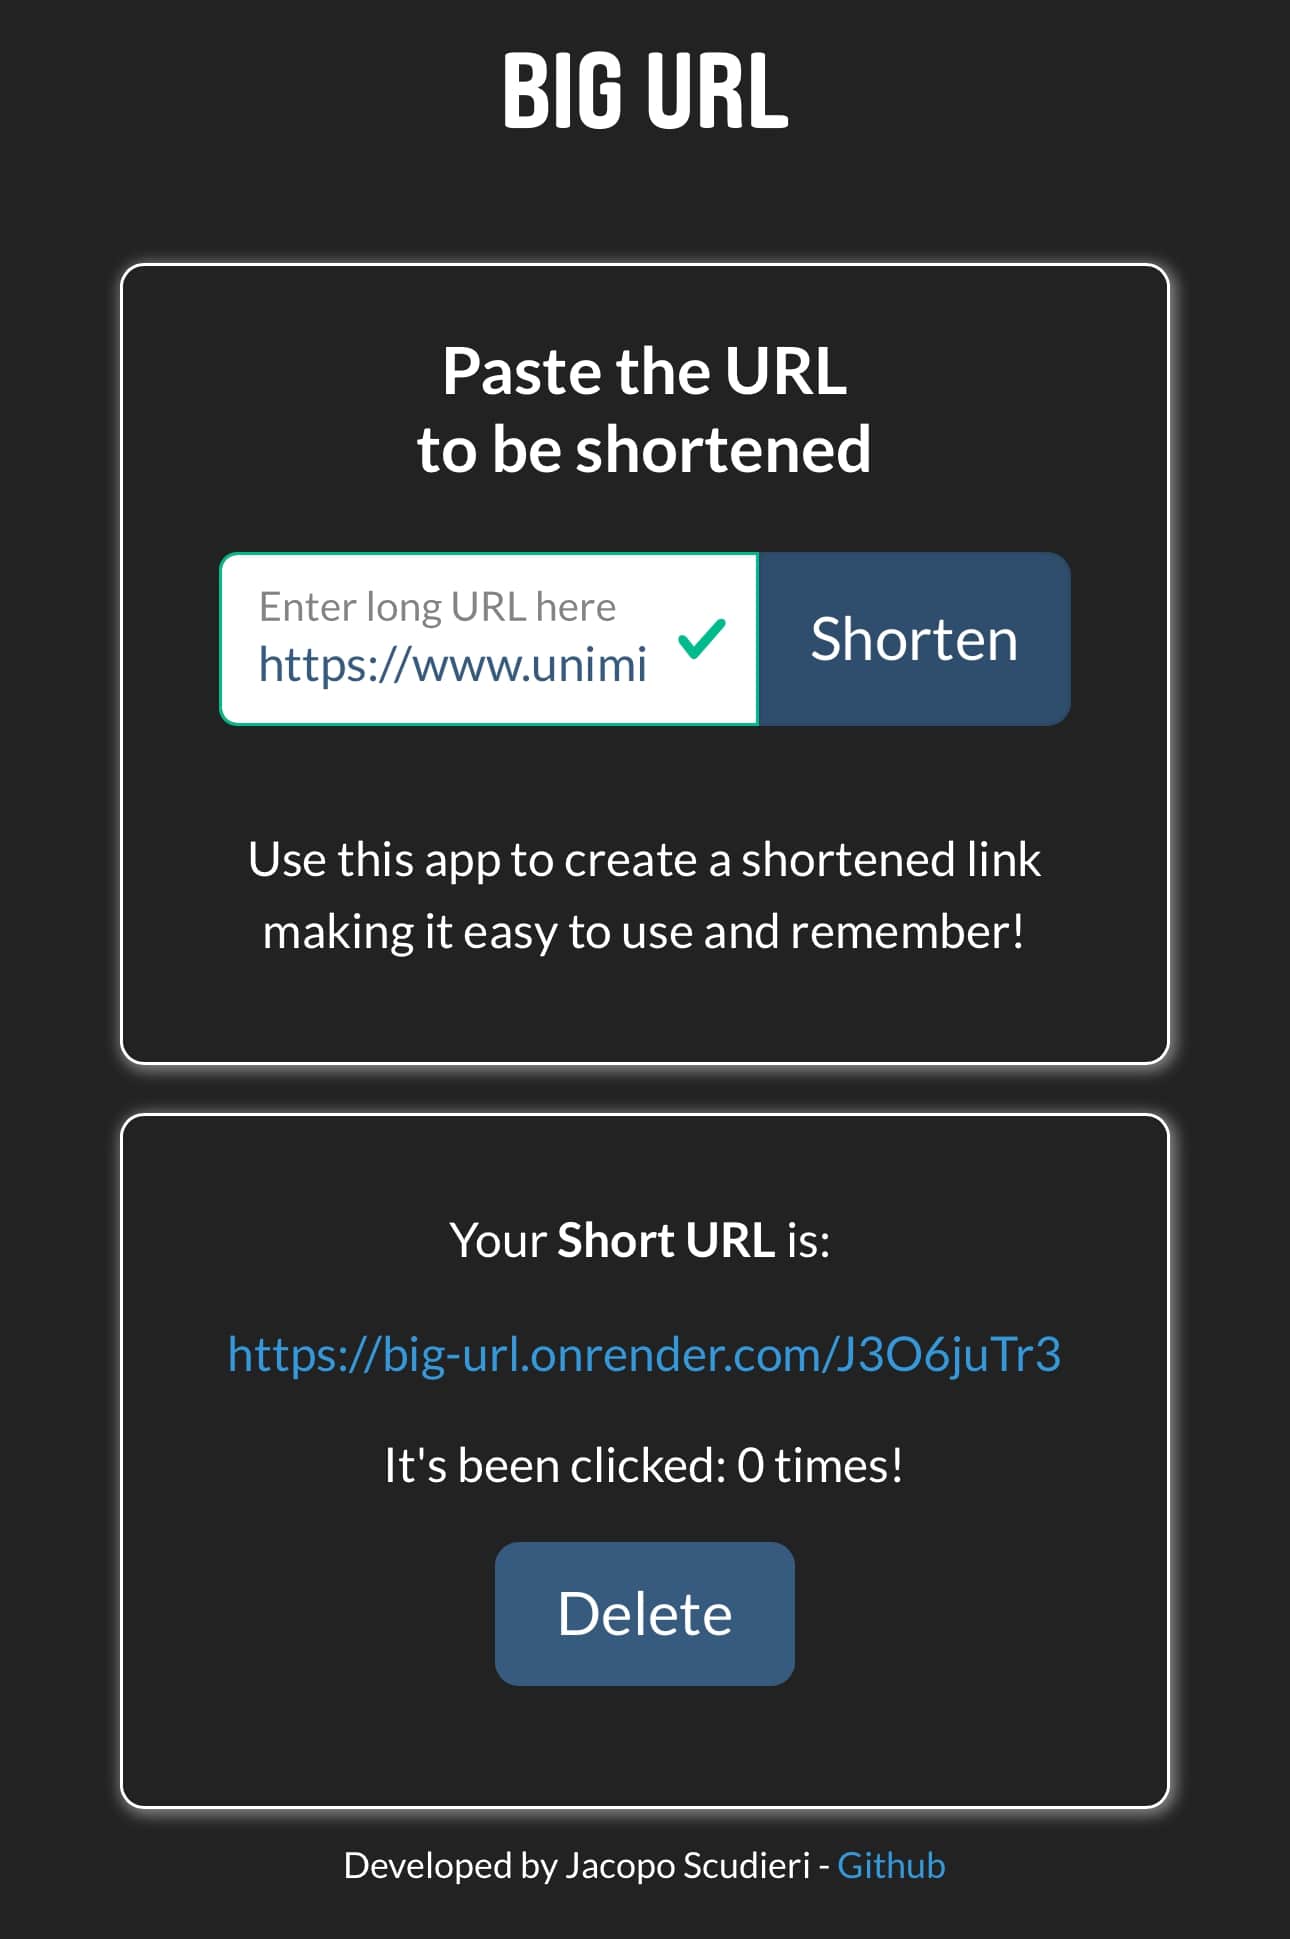 BIG URL
Paste the URL
to be shortened
Enter long URL here
https://www.unimi
Shorten
Use this app to create a shortened link
making it easy to use and remember!
Your Short URL is:
https://big-url.onrender.com/J3O6juTr3
It's been clicked: 0 times!
Delete
Developed by Jacopo Scudieri - Github